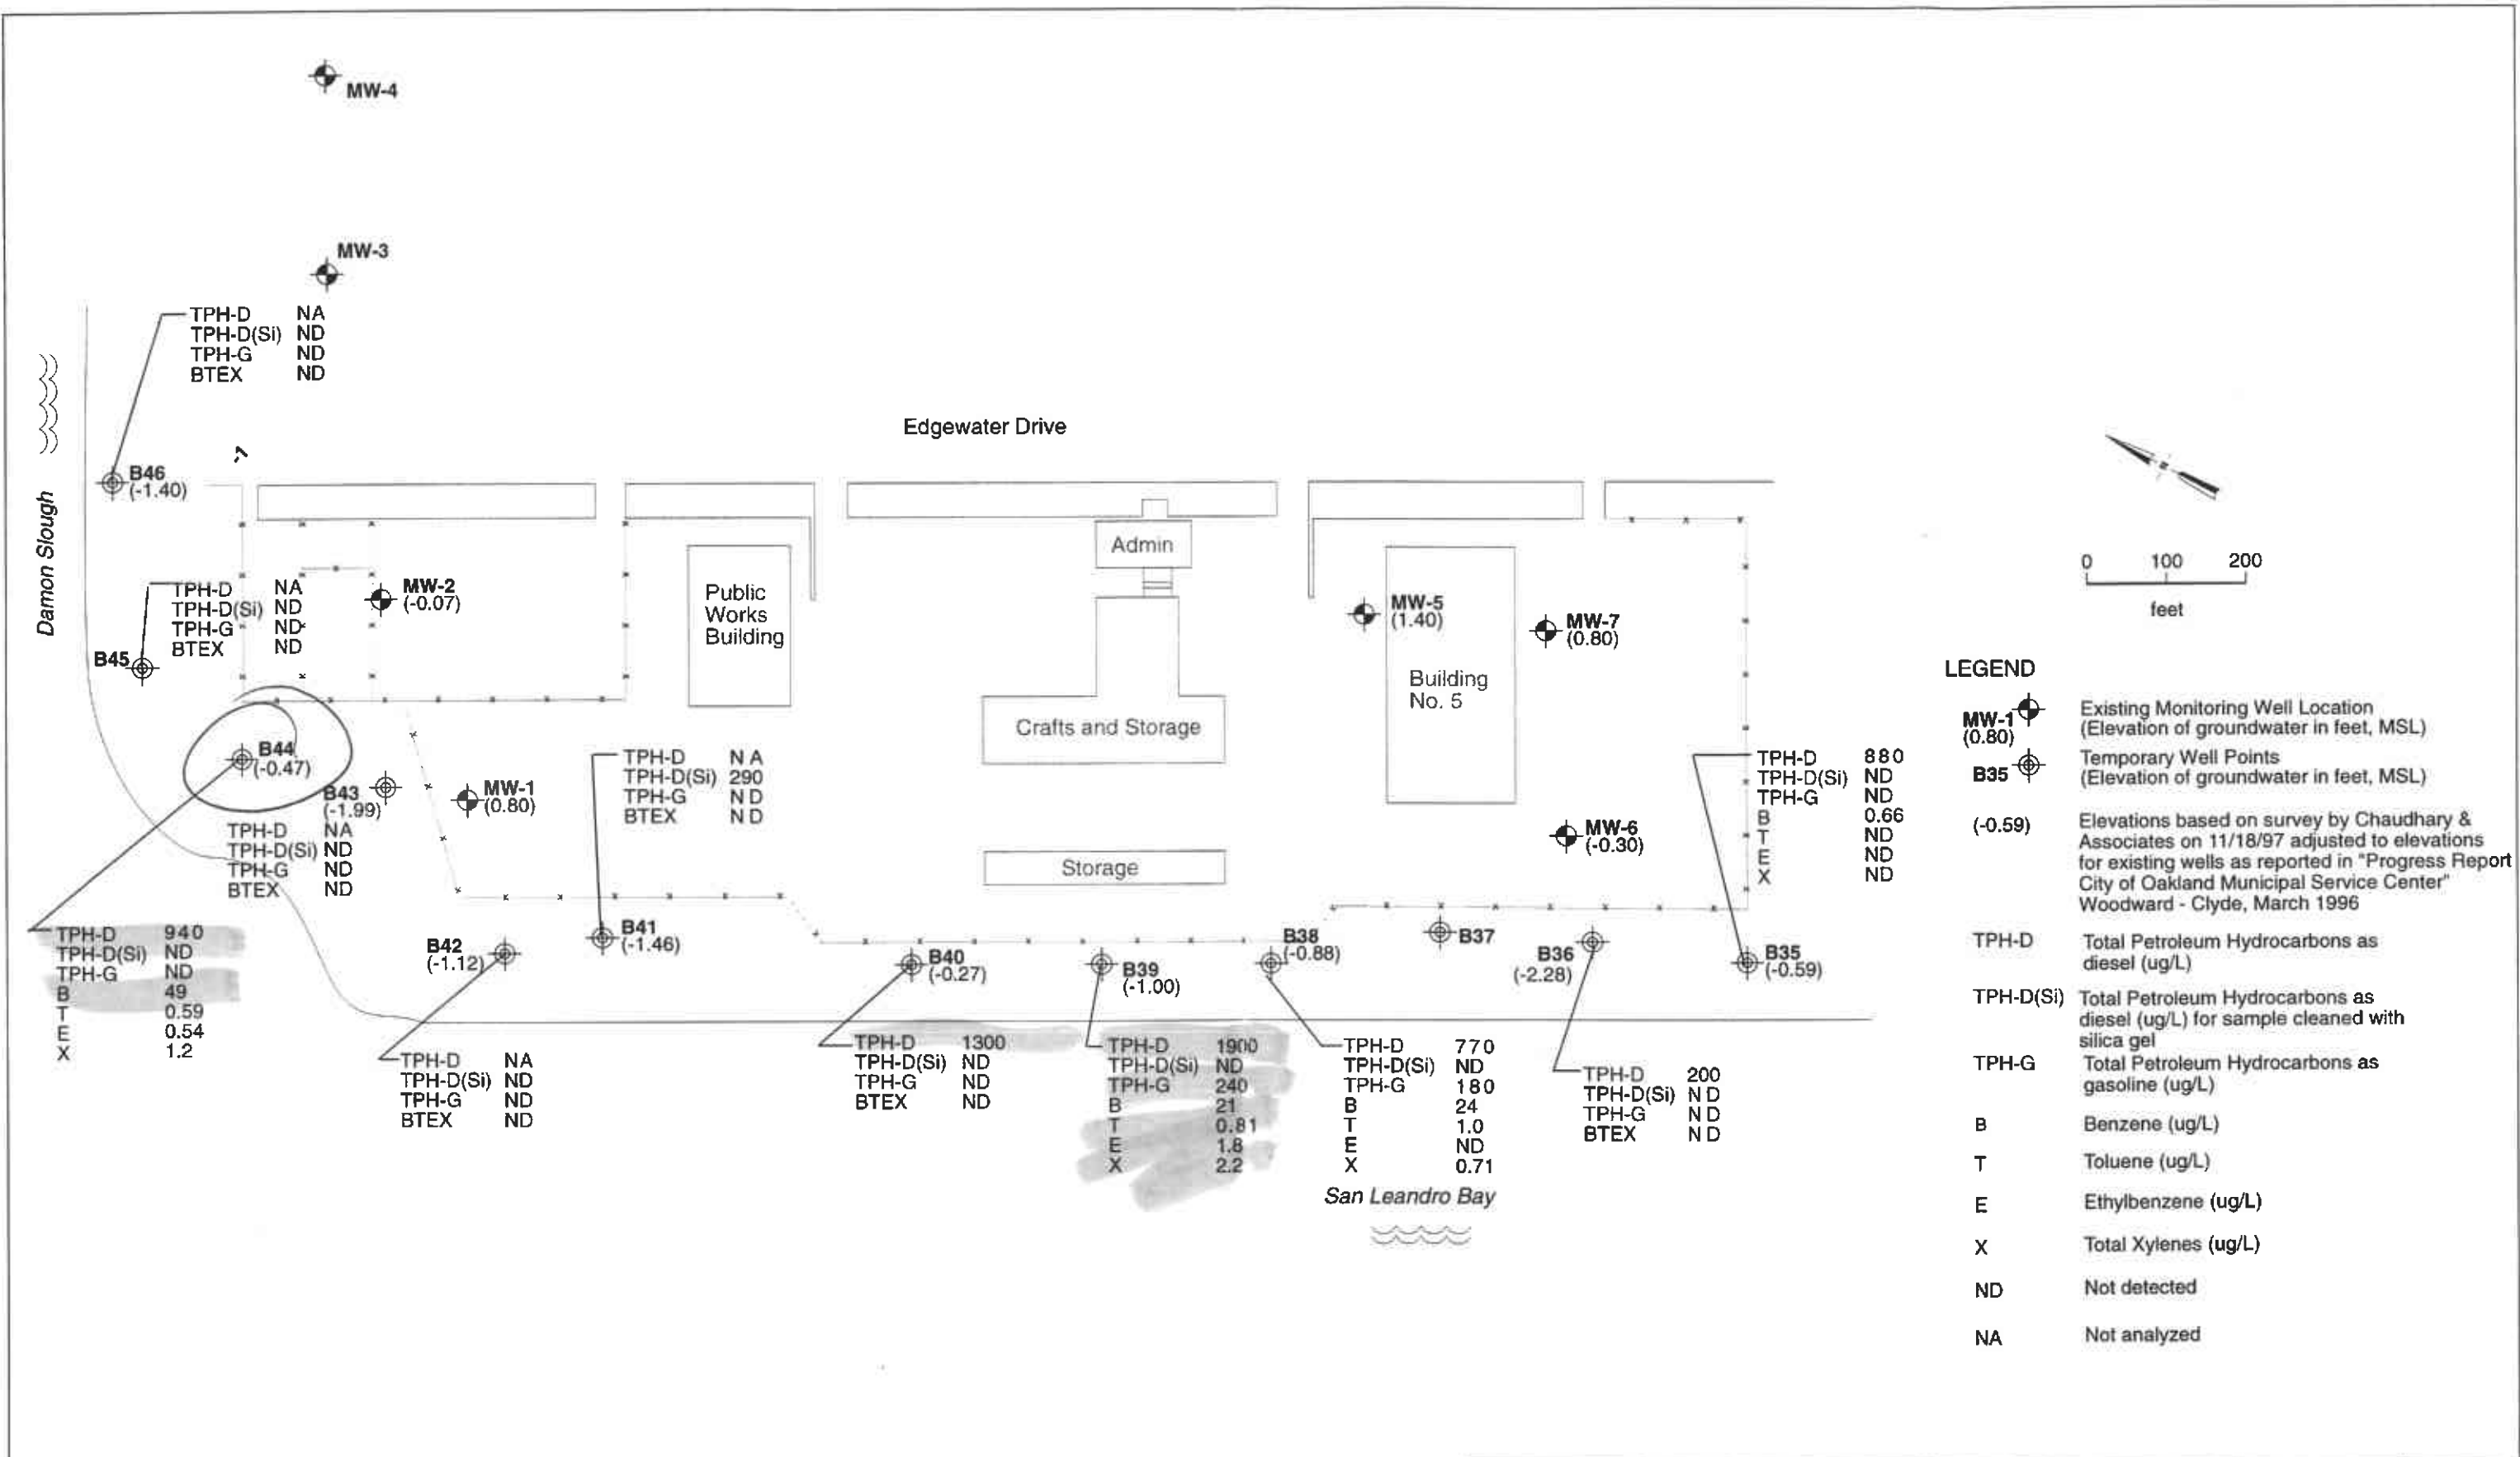 MW-4
MW-3
TPH-D NA
TPH-D(Si) ND
TPH-G ND
BTEX ND
Edgewater Drive
Damon Slough
B46
(-1.40)
TPH-D NA
TPH-D(Si) ND
TPH-G ND
BTEX ND
B45
MW-2
(-0.07)
Public
Works
Building
Admin
Crafts and Storage
Storage
MW-5
(1.40)
Building
No. 5
MW-7
(0.80)
MW-6
(-0.30)
B44
(-0.47)
B43
(-1.99)
TPH-D NA
TPH-D(Si) ND
TPH-G ND
BTEX ND
MW-1
(0.80)
TPH-D NA
TPH-D(Si) 290
TPH-G ND
BTEX ND
TPH-D 880
TPH-D(Si) ND
TPH-G ND
B 0.66
T ND
E ND
X ND
TPH-D 940
TPH-D(Si) ND
TPH-G ND
B 49
T 0.59
E 0.54
X 1.2
B42
(-1.12)
B41
(-1.46)
B40
(-0.27)
B39
(-1.00)
B38
(-0.88)
B37
B36
(-2.28)
B35
(-0.59)
TPH-D NA
TPH-D(Si) ND
TPH-G ND
BTEX ND
TPH-D 1300
TPH-D(Si) ND
TPH-G ND
BTEX ND
TPH-D 1900
TPH-D(Si) ND
TPH-G 240
B 21
T 0.81
E 1.8
X 2.2
TPH-D 770
TPH-D(Si) ND
TPH-G 180
B 24
T 1.0
E ND
X 0.71
TPH-D 200
TPH-D(Si) ND
TPH-G ND
BTEX ND
San Leandro Bay
0 100 200
feet
LEGEND
MW-1
(0.80)
Existing Monitoring Well Location
(Elevation of groundwater in feet, MSL)
B35
Temporary Well Points
(Elevation of groundwater in feet, MSL)
(-0.59) Elevations based on survey by Chaudhary &
Associates on 11/18/97 adjusted to elevations
for existing wells as reported in "Progress Report
City of Oakland Municipal Service Center"
Woodward - Clyde, March 1996
TPH-D Total Petroleum Hydrocarbons as
diesel (ug/L)
TPH-D(Si) Total Petroleum Hydrocarbons as
diesel (ug/L) for sample cleaned with
silica gel
TPH-G Total Petroleum Hydrocarbons as
gasoline (ug/L)
B Benzene (ug/L)
T Toluene (ug/L)
E Ethylbenzene (ug/L)
X Total Xylenes (ug/L)
ND Not detected
NA Not analyzed